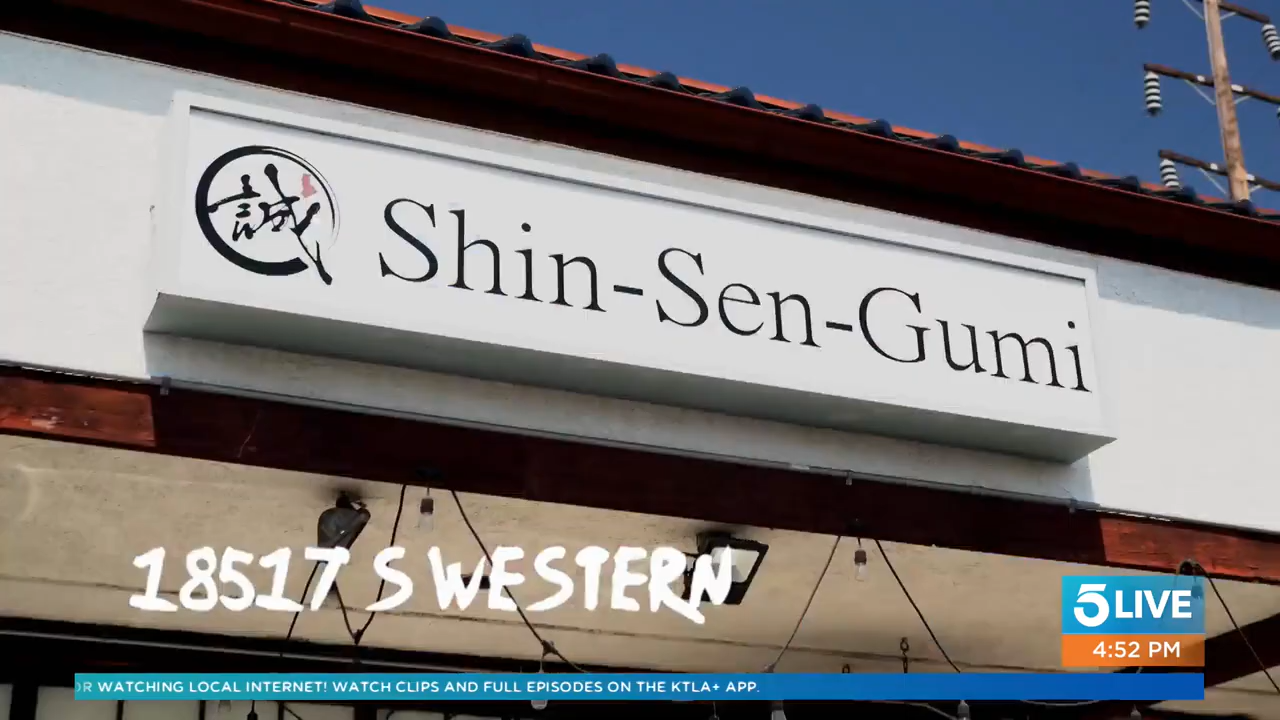 誠 Shin-Sen-Gumi
18517 S WESTERN
5 LIVE
4:52 PM
OR WATCHING LOCAL INTERNET! WATCH CLIPS AND FULL EPISODES ON THE KTLA+ APP.